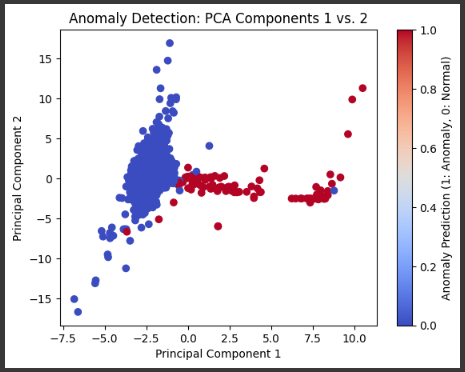 Anomaly Detection: PCA Components 1 vs. 2
15
10
5
0
−5
−10
−15
Principal Component 2
−7.5 −5.0 −2.5 0.0 2.5 5.0 7.5 10.0
Principal Component 1
1.0
0.8
0.6
0.4
0.2
0.0
Anomaly Prediction (1: Anomaly, 0: Normal)